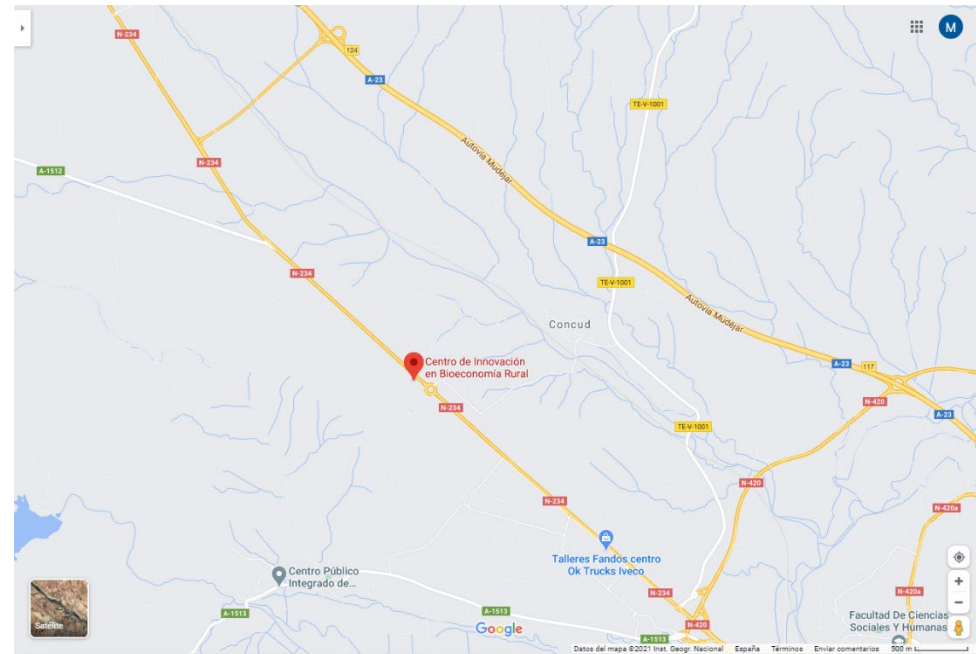 N-234
124
M
A-23
TE-V-1001
Autovía Mudéjar
N-234
A-1512
A-23
N-234
TE-V-1001
Autovía Mudéjar
Concud
Centro de Innovación
en Bioeconomía Rural
A-23
117
N-420
A-23
N-234
TE-V-1001
N-420
N-234
N-420a
Talleres Fandos centro
Ok Trucks Iveco
Centro Público
Integrado de...
N-234
N-420a
Satélite
A-1513
A-1513
Facultad De Ciencias
Sociales Y Humanas
N-420
Google
A-1513
Datos del mapa ©2021 Inst. Geogr. Nacional España Términos Enviar comentarios 500 m